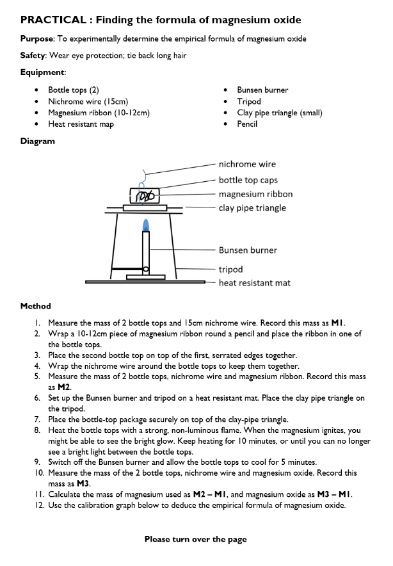 PRACTICAL : Finding the formula of magnesium oxide
Purpose: To experimentally determine the empirical formula of magnesium oxide
Safety: Wear eye protection; tie back long hair
Equipment:
• Bottle tops (2)
• Nichrome wire (15cm)
• Magnesium ribbon (10-12cm)
• Heat resistant map
• Bunsen burner
• Tripod
• Clay pipe triangle (small)
• Pencil
Diagram
nichrome wire
bottle top caps
magnesium ribbon
clay pipe triangle
Bunsen burner
tripod
heat resistant mat
Method
1. Measure the mass of 2 bottle tops and 15cm nichrome wire. Record this mass as M1.
2. Wrap a 10-12cm piece of magnesium ribbon round a pencil and place the ribbon in one of
the bottle tops.
3. Place the second bottle top on top of the first, serrated edges together.
4. Wrap the nichrome wire around the bottle tops to keep them together.
5. Measure the mass of 2 bottle tops, nichrome wire and magnesium ribbon. Record this mass
as M2.
6. Set up the Bunsen burner and tripod on a heat resistant mat. Place the clay pipe triangle on
the tripod.
7. Place the bottle-top package securely on top of the clay-pipe triangle.
8. Heat the bottle tops with a strong, non-luminous flame. When the magnesium ignites, you
might be able to see the bright glow. Keep heating for 10 minutes, or until you can no longer
see a bright light between the bottle tops.
9. Switch off the Bunsen burner and allow the bottle tops to cool for 5 minutes.
10. Measure the mass of the 2 bottle tops, nichrome wire and magnesium oxide. Record this
mass as M3.
11. Calculate the mass of magnesium used as M2 – M1, and magnesium oxide as M3 – M1.
12. Use the calibration graph below to deduce the empirical formula of magnesium oxide.
Please turn over the page